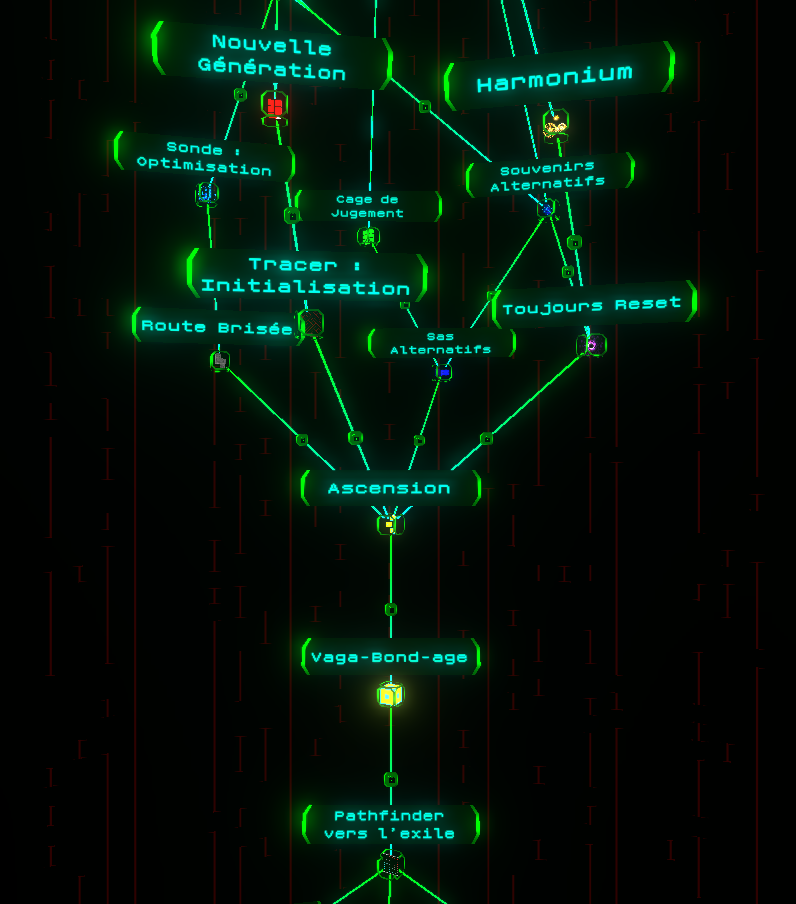 Nouvelle
Génération
Harmonium
Sonde :
Optimisation
Souvenirs
Alternatifs
Cage de
Jugement
Tracer :
Initialisation
Toujours Reset
Route Brisée
Sas
Alternatifs
Ascension
Vaga-Bond-age
Pathfinder
vers l'exile